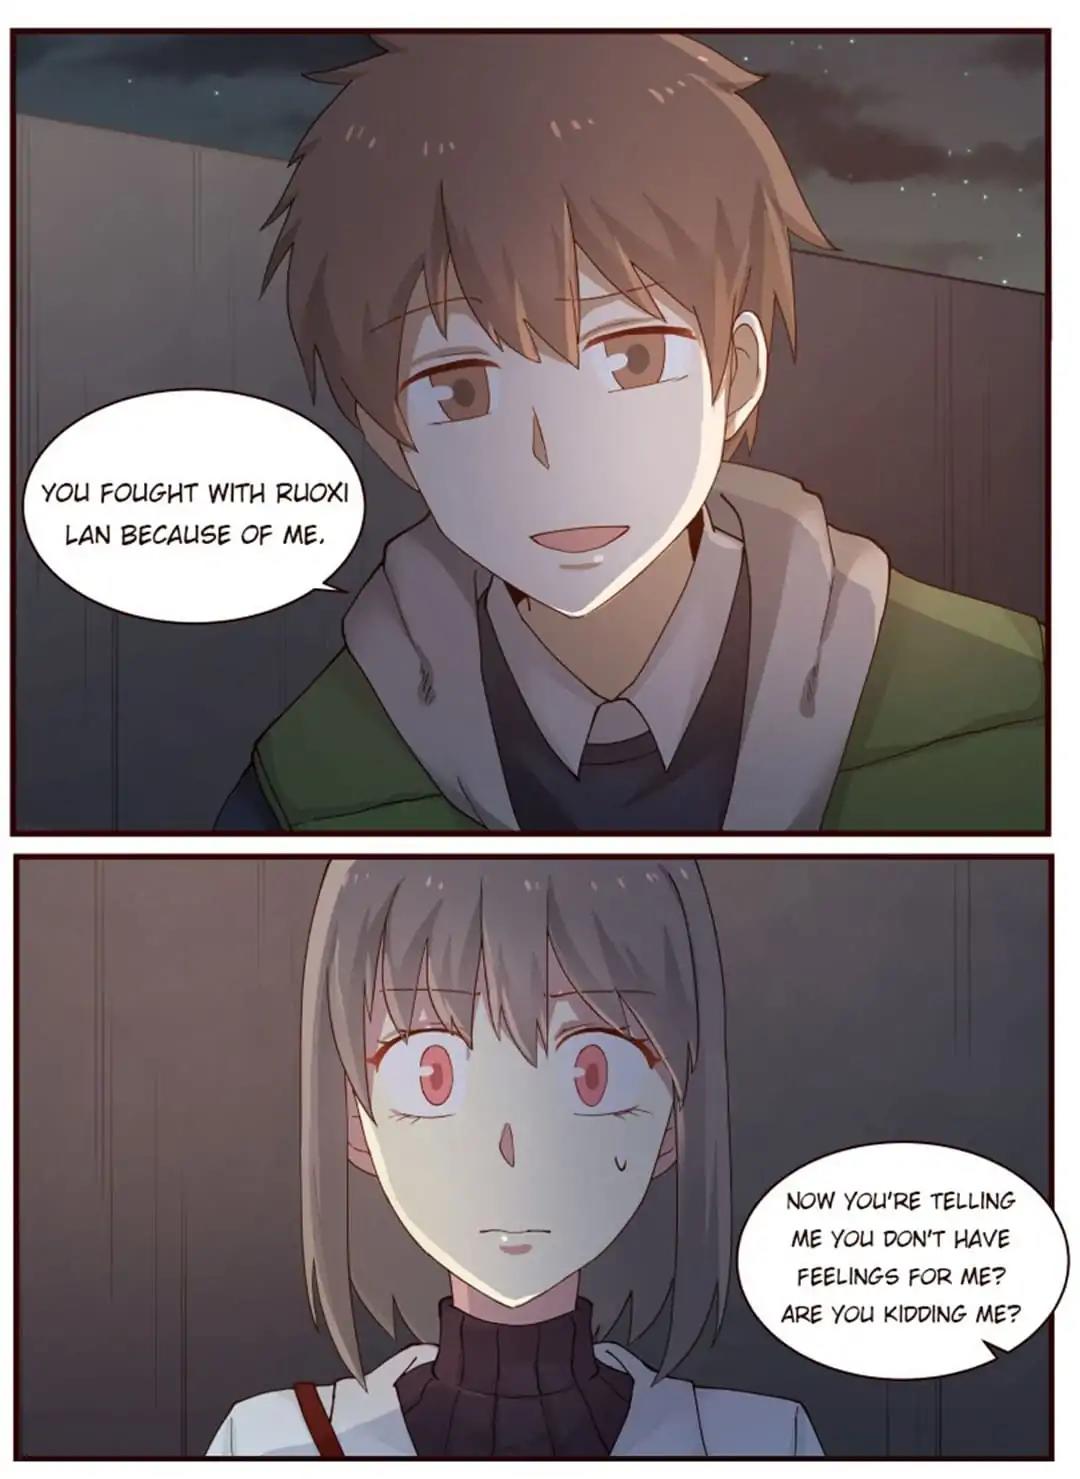 YOU FOUGHT WITH RUOXI
LAN BECAUSE OF ME.
NOW YOU'RE TELLING
ME YOU DON'T HAVE
FEELINGS FOR ME?
ARE YOU KIDDING ME?